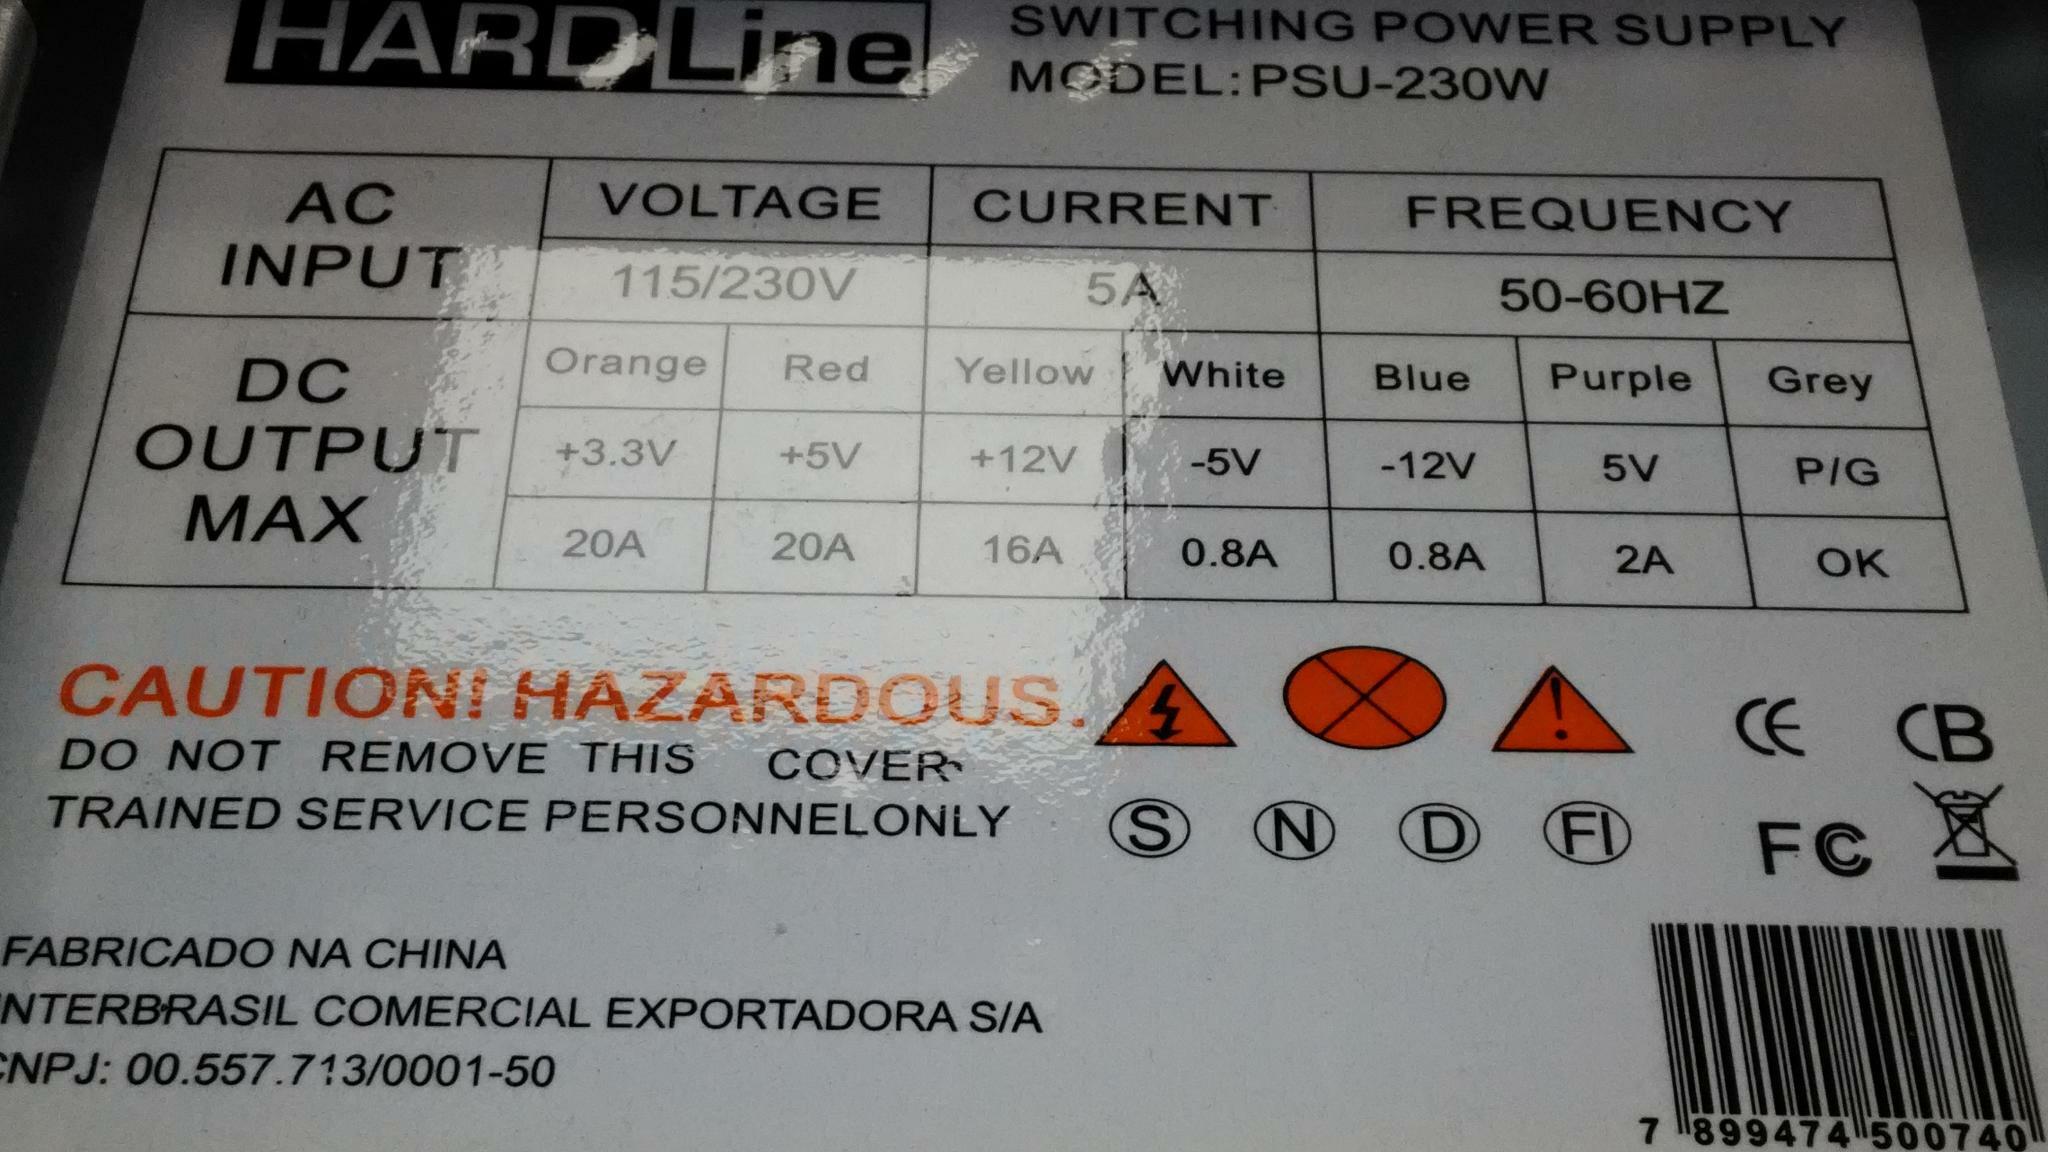 HARDLine
SWITCHING POWER SUPPLY
MODEL: PSU-230W
AC INPUT VOLTAGE CURRENT FREQUENCY
115/230V 5A 50-60HZ
DC OUTPUT MAX Orange Red Yellow White Blue Purple Grey
+3.3V +5V +12V -5V -12V 5V P/G
20A 20A 16A 0.8A 0.8A 2A OK
CAUTION! HAZARDOUS.
DO NOT REMOVE THIS COVER
TRAINED SERVICE PERSONNELONLY
CE CB
S N D FI FC
FABRICADO NA CHINA
INTERBRASIL COMERCIAL EXPORTADORA S/A
CNPJ: 00.557.713/0001-50
7 899474 500740